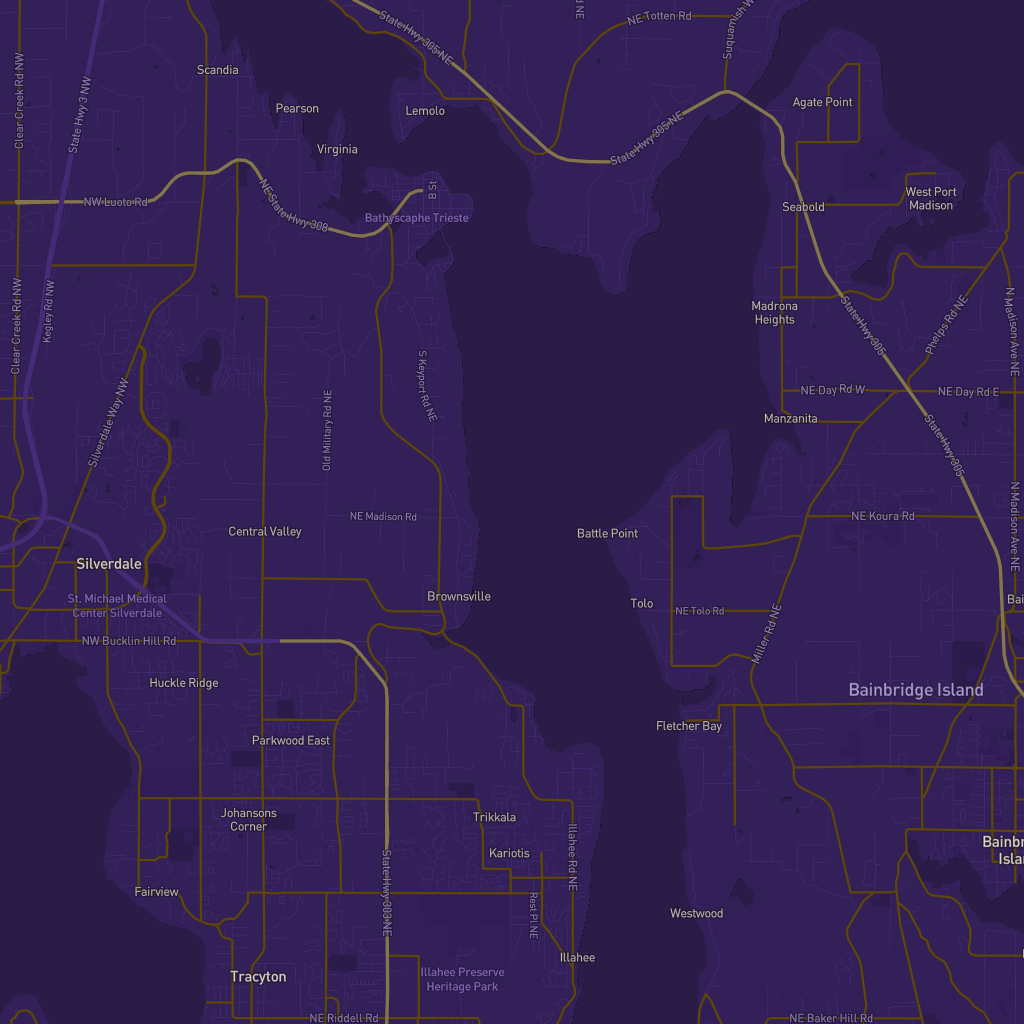 NE Totten Rd
State Hwy 305 NE
Scandia
Clear Creek Rd NW
State Hwy 3 NW
Pearson
Lemolo
Agate Point
State Hwy 305 NE
Virginia
B St
NW Luoto Rd
NE State Hwy 308
Bathyscaphe Trieste
West Port
Madison
Seabold
Kegley Rd NW
Clear Creek Rd NW
Madrona
Heights
State Hwy 305
Phelps Rd NE
N Madison Ave NE
S Keyport Rd NE
NE Day Rd W
NE Day Rd E
Silverdale Way NW
Old Military Rd NE
Manzanita
State Hwy 305
NE Madison Rd
NE Koura Rd
N Madison Ave NE
Central Valley
Battle Point
Silverdale
St. Michael Medical
Center Silverdale
Brownsville
Tolo
NE Tolo Rd
Miller Rd NE
NW Bucklin Hill Rd
Huckle Ridge
Bainbridge Island
Fletcher Bay
Parkwood East
Johansons
Corner
Trikkala
Kariotis
Illahee Rd NE
State Hwy 303 NE
Fairview
Rest Pl NE
Westwood
Illahee
Tracyton
Illahee Preserve
Heritage Park
NE Riddell Rd
NE Baker Hill Rd